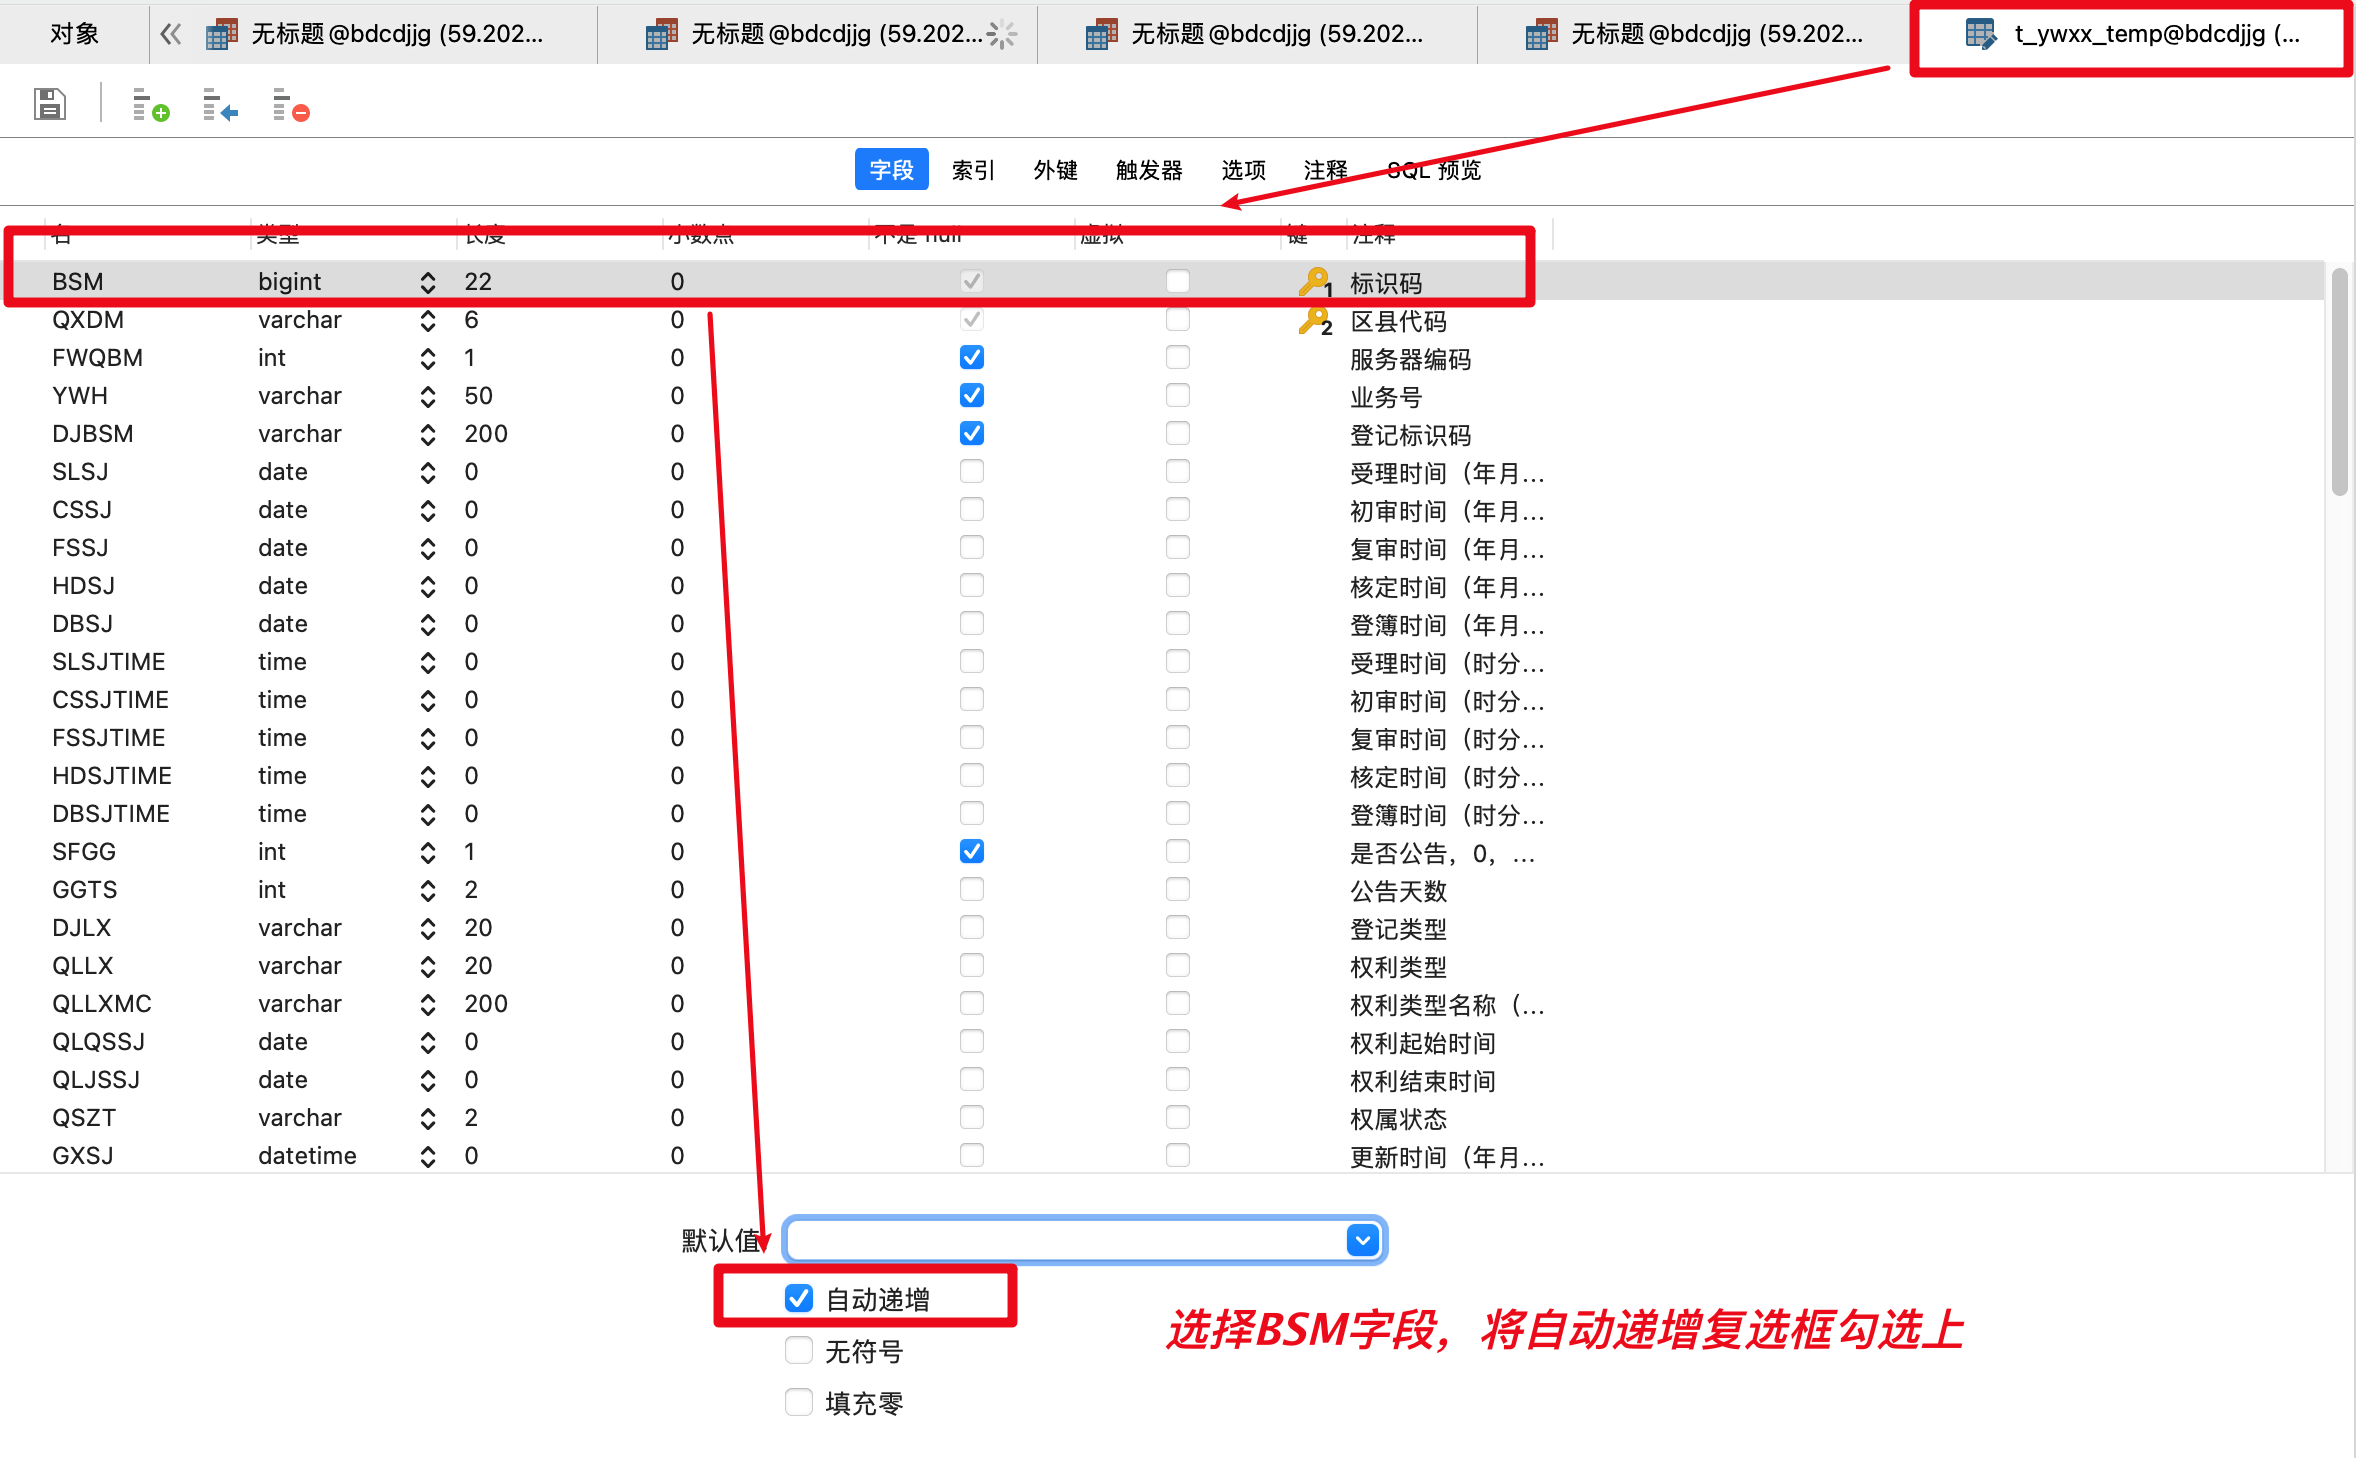 对象 无标题@bdcdjjg (59.202... 无标题@bdcdjjg (59.202... 无标题@bdcdjjg (59.202... 无标题@bdcdjjg (59.202... t_ywxx_temp@bdcdjjg (...
字段 索引 外键 触发器 选项 注释 SQL 预览
名 类型 长度 小数点 不是 null 虚拟 键 注释
BSM bigint 22 0 1 标识码
QXDM varchar 6 0 2 区县代码
FWQBM int 1 0 服务器编码
YWH varchar 50 0 业务号
DJBSM varchar 200 0 登记标识码
SLSJ date 0 0 受理时间（年月...
CSSJ date 0 0 初审时间（年月...
FSSJ date 0 0 复审时间（年月...
HDSJ date 0 0 核定时间（年月...
DBSJ date 0 0 登簿时间（年月...
SLSJTIME time 0 0 受理时间（时分...
CSSJTIME time 0 0 初审时间（时分...
FSSJTIME time 0 0 复审时间（时分...
HDSJTIME time 0 0 核定时间（时分...
DBSJTIME time 0 0 登簿时间（时分...
SFGG int 1 0 是否公告，0，...
GGTS int 2 0 公告天数
DJLX varchar 20 0 登记类型
QLLX varchar 20 0 权利类型
QLLXMC varchar 200 0 权利类型名称（...
QLQSSJ date 0 0 权利起始时间
QLJSSJ date 0 0 权利结束时间
QSZT varchar 2 0 权属状态
GXSJ datetime 0 0 更新时间（年月...
默认值
自动递增
选择BSM字段，将自动递增复选框勾选上
无符号
填充零